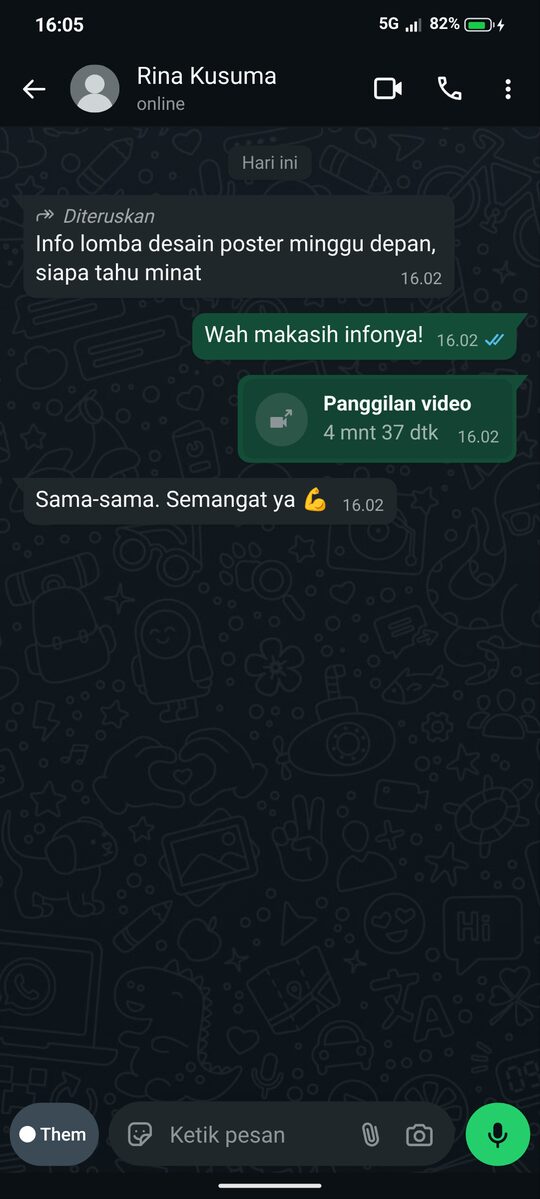 16:05
5G 82%
Rina Kusuma
online
Hari ini
Diteruskan
Info lomba desain poster minggu depan,
siapa tahu minat 16.02
Wah makasih infonya! 16.02
Panggilan video
4 mnt 37 dtk 16.02
Sama-sama. Semangat ya 💪 16.02
Hi
Them
Ketik pesan